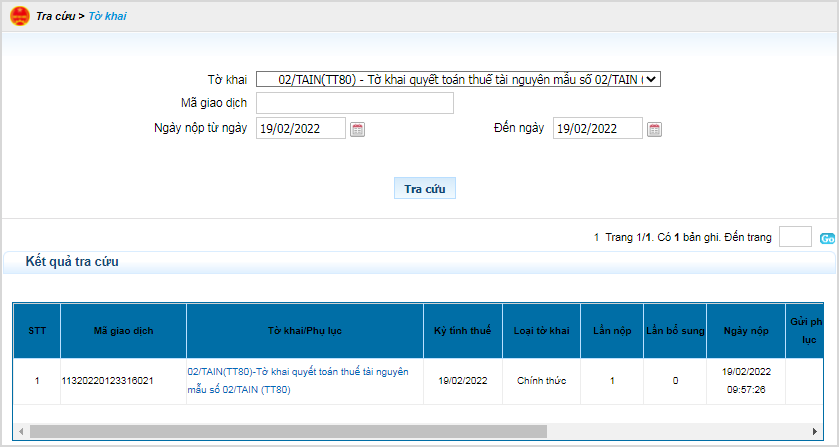 Tra cứu > Tờ khai
Tờ khai 02/TAIN(TT80) - Tờ khai quyết toán thuế tài nguyên mẫu số 02/TAIN (
Mã giao dịch
Ngày nộp từ ngày 19/02/2022 Đến ngày 19/02/2022
Tra cứu
1 Trang 1/1. Có 1 bản ghi. Đến trang Go
Kết quả tra cứu
STT Mã giao dịch Tờ khai/Phụ lục Kỳ tính thuế Loại tờ khai Lần nộp Lần bổ sung Ngày nộp Gửi ph
lục
1 11320220123316021 02/TAIN(TT80)-Tờ khai quyết toán thuế tài nguyên 19/02/2022 Chính thức 1 0 19/02/2022
mẫu số 02/TAIN (TT80) 09:57:26